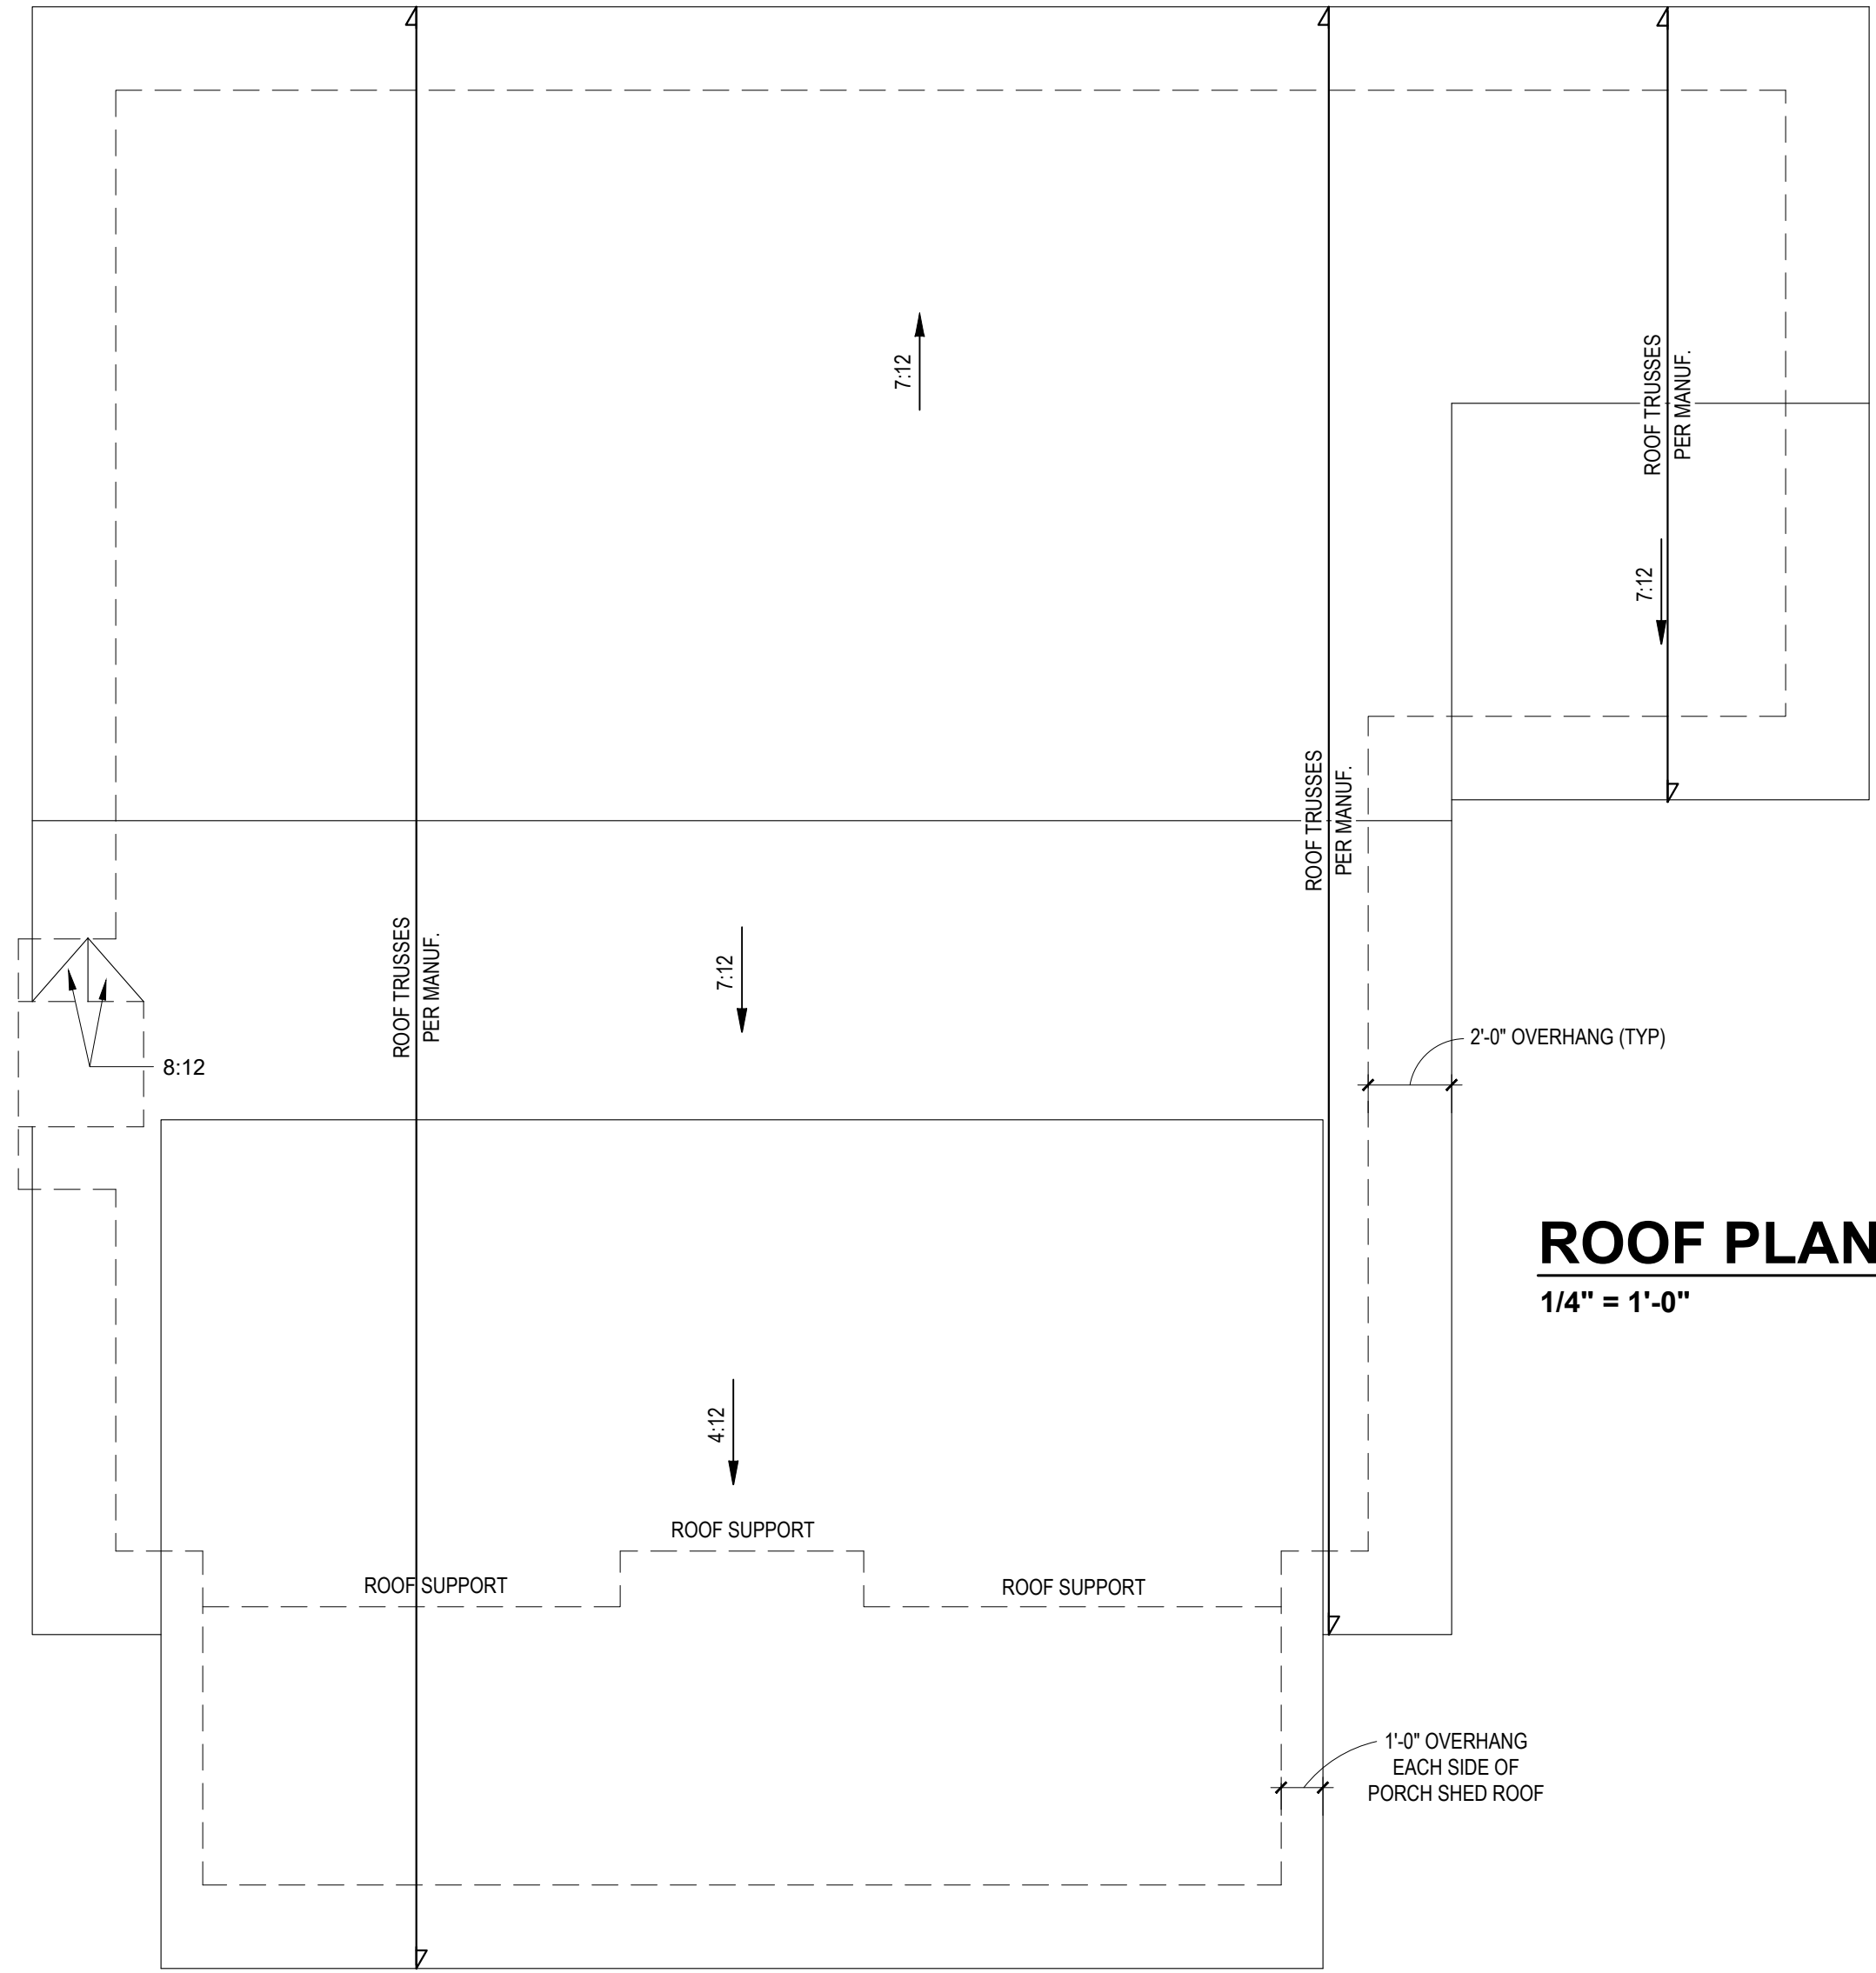 7:12
ROOF TRUSSES
PER MANUF.
7:12
ROOF TRUSSES
PER MANUF.
ROOF TRUSSES
PER MANUF.
7:12
8:12
2'-0" OVERHANG (TYP)
ROOF PLAN
1/4" = 1'-0"
4:12
ROOF SUPPORT
ROOF SUPPORT
ROOF SUPPORT
1'-0" OVERHANG
EACH SIDE OF
PORCH SHED ROOF